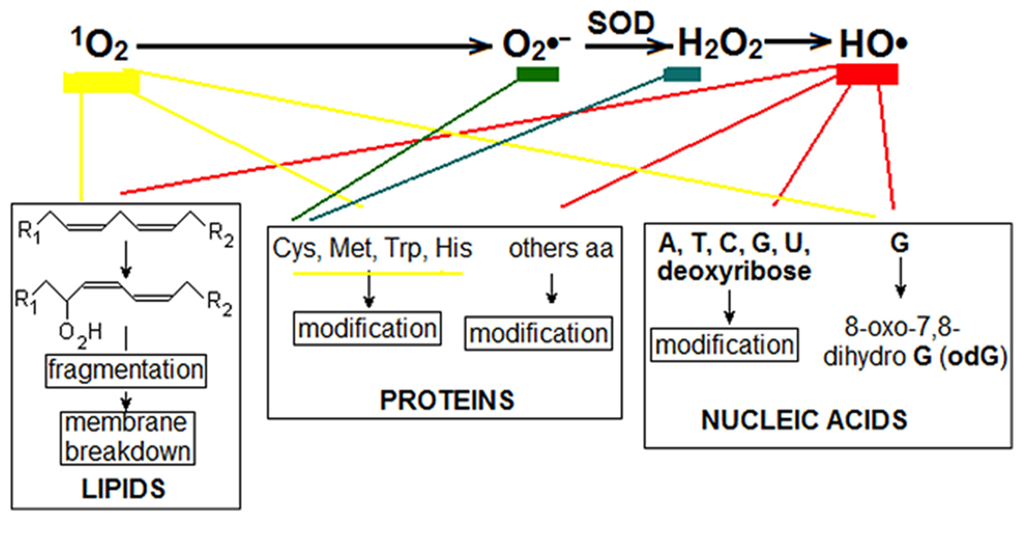 ¹O₂ O₂•⁻ SOD H₂O₂ HO•
R₁ R₂
R₁ R₂
O₂H
fragmentation
membrane
breakdown
LIPIDS
Cys, Met, Trp, His others aa
modification modification
PROTEINS
A, T, C, G, U, G
deoxyribose
modification
8-oxo-7,8-
dihydro G (odG)
NUCLEIC ACIDS